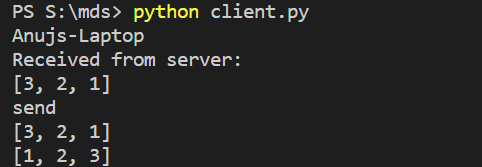 PS S:\mds> python client.py
Anujs-Laptop
Received from server:
[3, 2, 1]
send
[3, 2, 1]
[1, 2, 3]